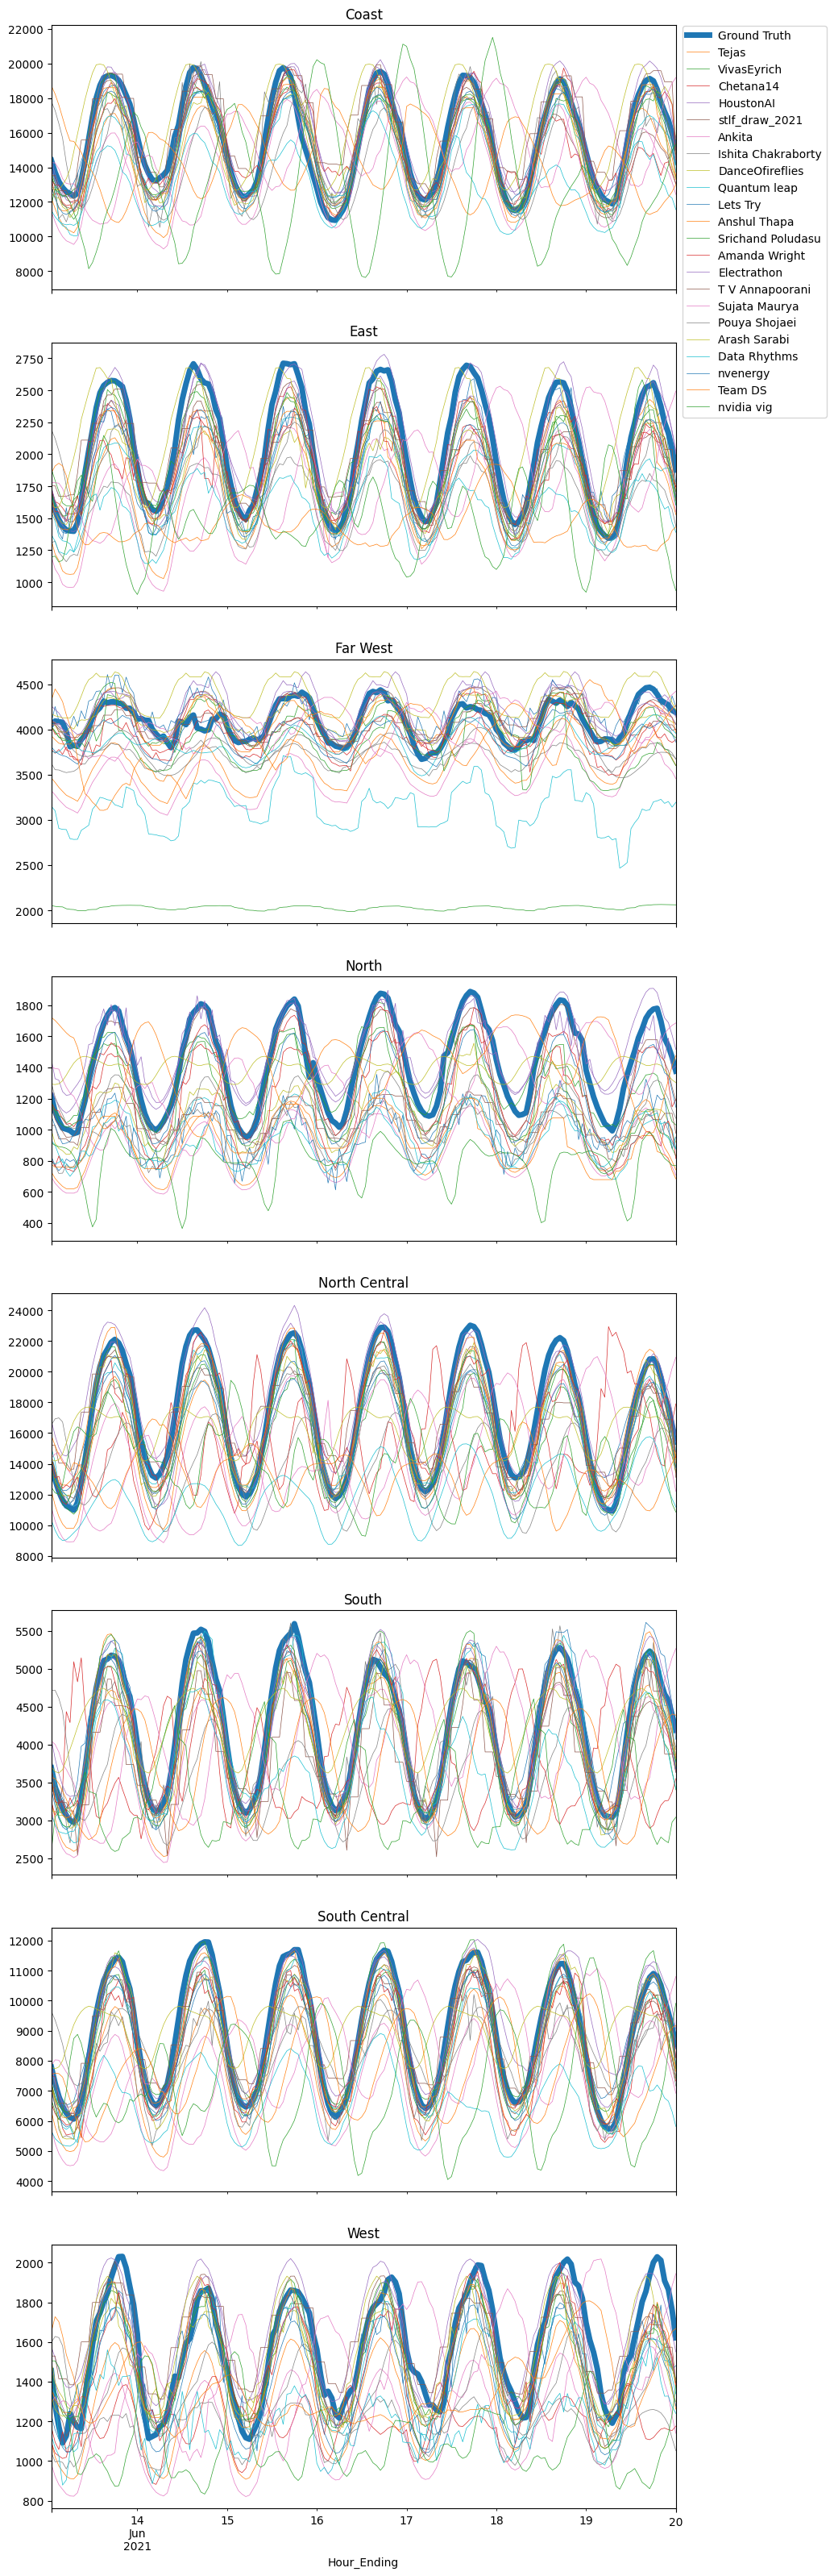 Coast
22000
20000
18000
16000
14000
12000
10000
8000
Ground Truth
Tejas
VivasEyrich
Chetana14
HoustonAI
stlf_draw_2021
Ankita
Ishita Chakraborty
DanceOfireflies
Quantum leap
Lets Try
Anshul Thapa
Srichand Poludasu
Amanda Wright
Electrathon
T V Annapoorani
Sujata Maurya
Pouya Shojaei
Arash Sarabi
Data Rhythms
nvenergy
Team DS
nvidia vig
East
2750
2500
2250
2000
1750
1500
1250
1000
Far West
4500
4000
3500
3000
2500
2000
North
1800
1600
1400
1200
1000
800
600
400
North Central
24000
22000
20000
18000
16000
14000
12000
10000
8000
South
5500
5000
4500
4000
3500
3000
2500
South Central
12000
11000
10000
9000
8000
7000
6000
5000
4000
West
2000
1800
1600
1400
1200
1000
800
14 15 16 17 18 19 20
Jun
2021
Hour_Ending